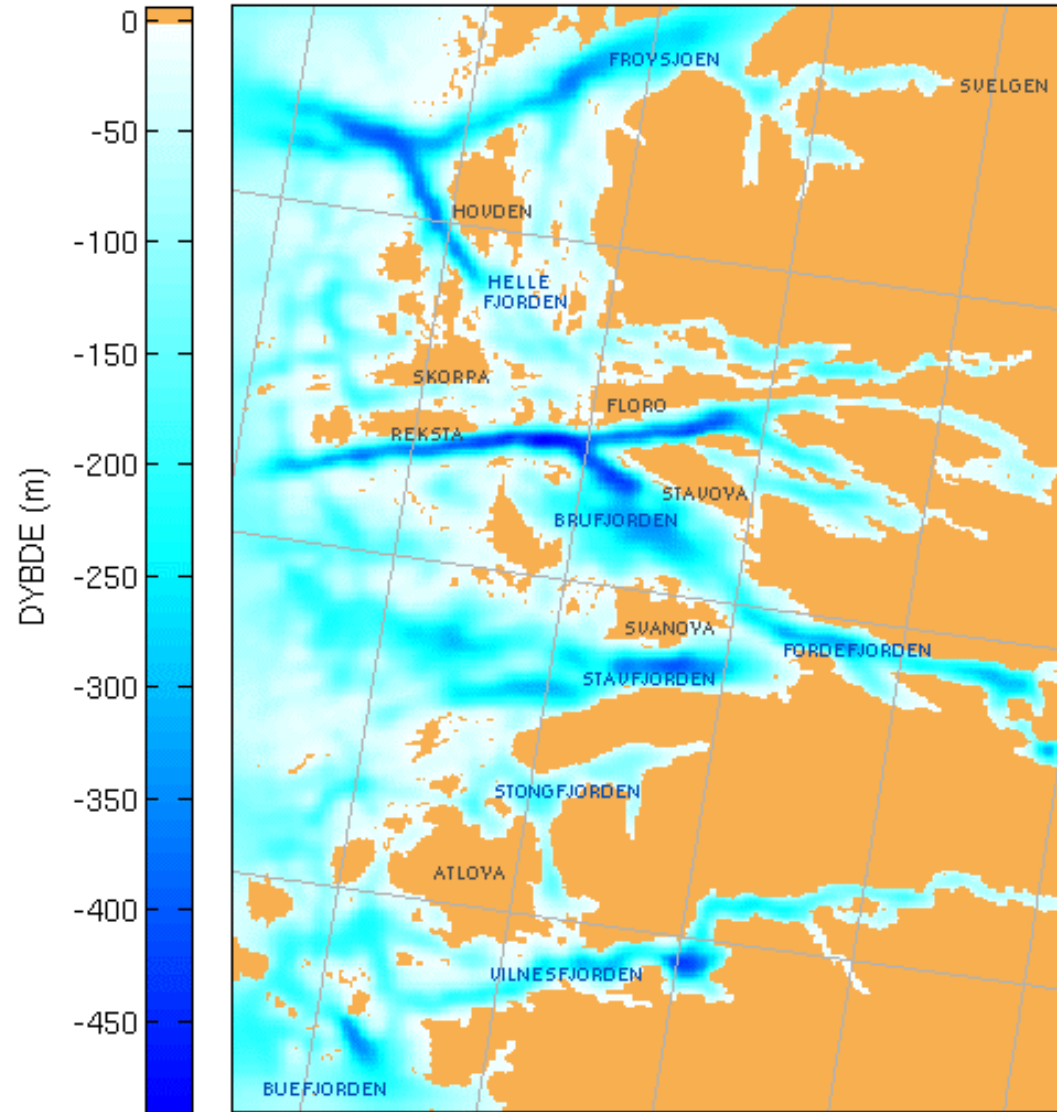 DYBDE (m)
0
-50
-100
-150
-200
-250
-300
-350
-400
-450
FROYSJOEN
SVELGEN
HOVDEN
HELLE
FJORDEN
SKORPA
FLORO
REKSTA
STAVOYA
BRUFJORDEN
SVANOYA
FORDEFJORDEN
STAVFJORDEN
STONGFJORDEN
ATLOYA
VILNESFJORDEN
BUEFJORDEN